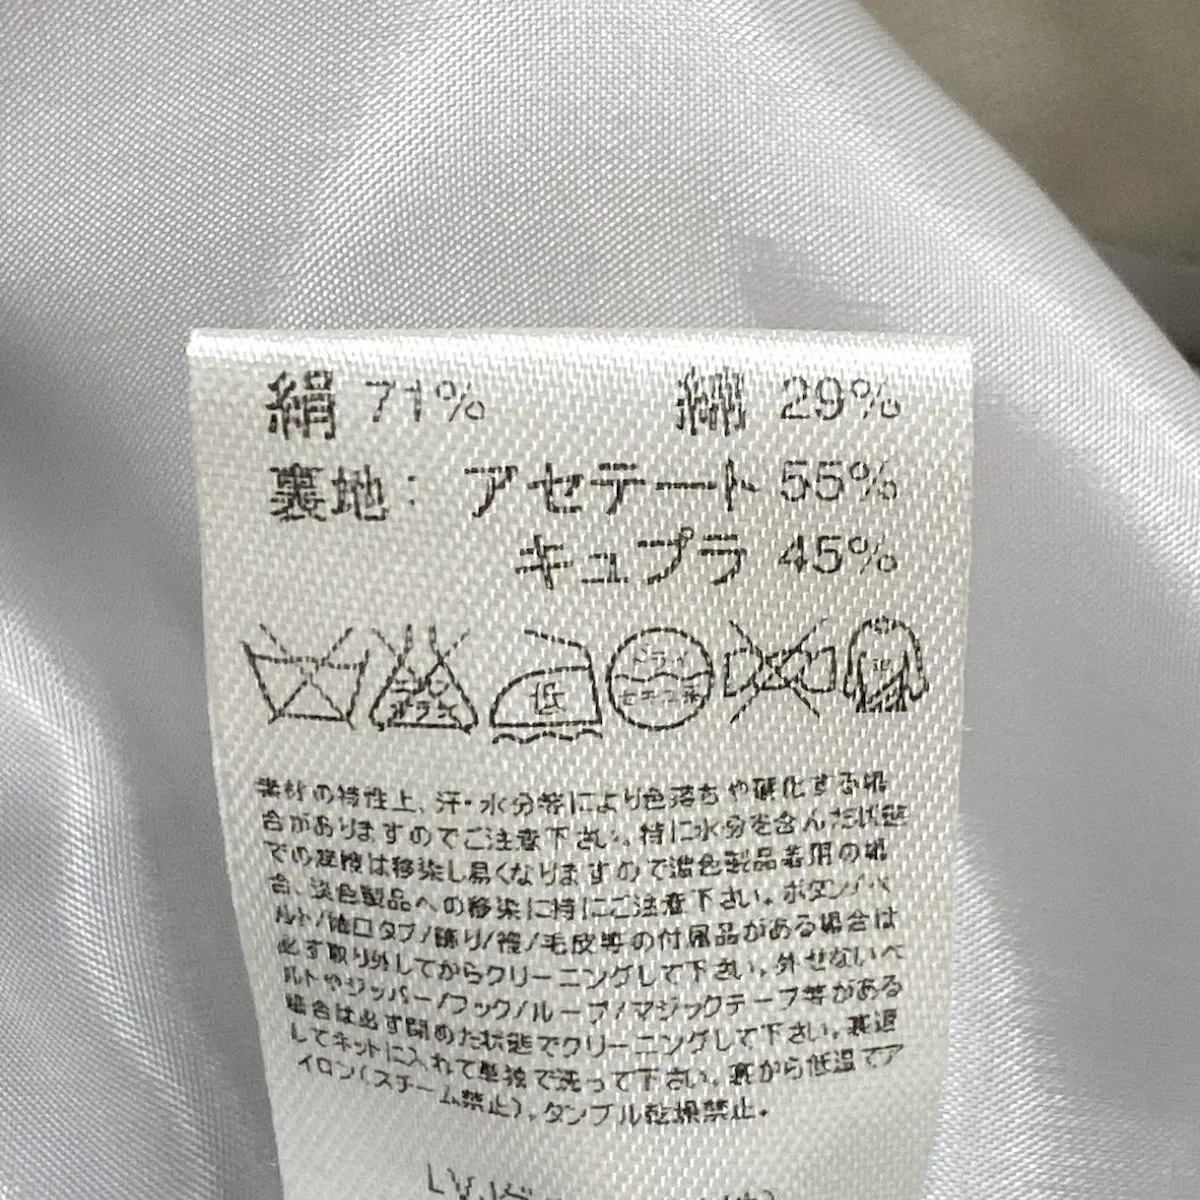 絹 71% 綿 29%
裏地: アセテート 55%
キュプラ 45%
低 ドライ
セキユ系
素材の特性上、汗・水分等により色落ちや硬化する場
合がありますのでご注意下さい。特に水分を含んだ状態
での摩擦は移染し易くなりますので濃色製品着用の場
合、淡色製品への移染に特にご注意下さい。ボタン/ベ
ルト/袖口タブ/飾り/襟/毛皮等の付属品がある場合は
必ず取り外してからクリーニングして下さい。外せないベ
ルトやジッパー/フック/ループ/マジックテープ等がある
場合は必ず閉めた状態でクリーニングして下さい。裏返
してネットに入れて単独で洗って下さい。裏から低温でア
イロン(スチーム禁止)。タンブル乾燥禁止。